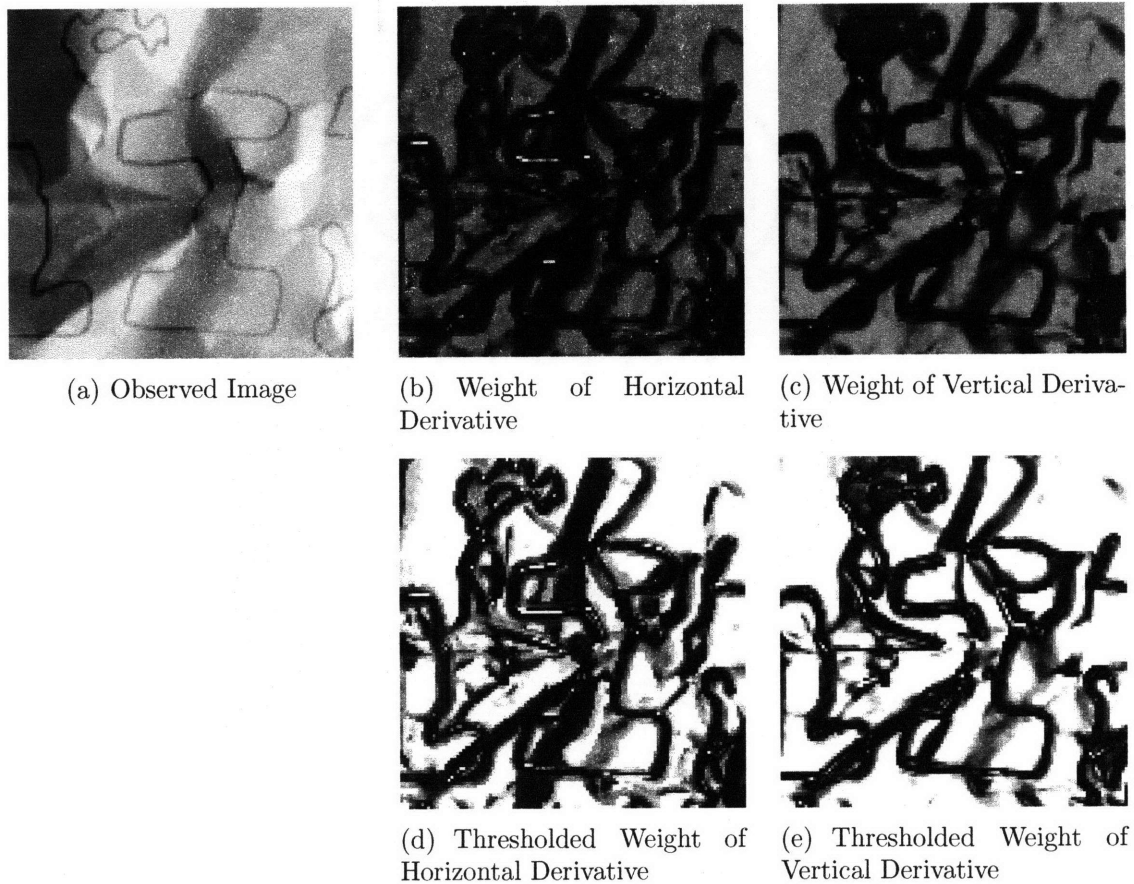 (a) Observed Image
(b) Weight of Horizontal
Derivative
(c) Weight of Vertical Deriva-
tive
(d) Thresholded Weight of
Horizontal Derivative
(e) Thresholded Weight of
Vertical Derivative